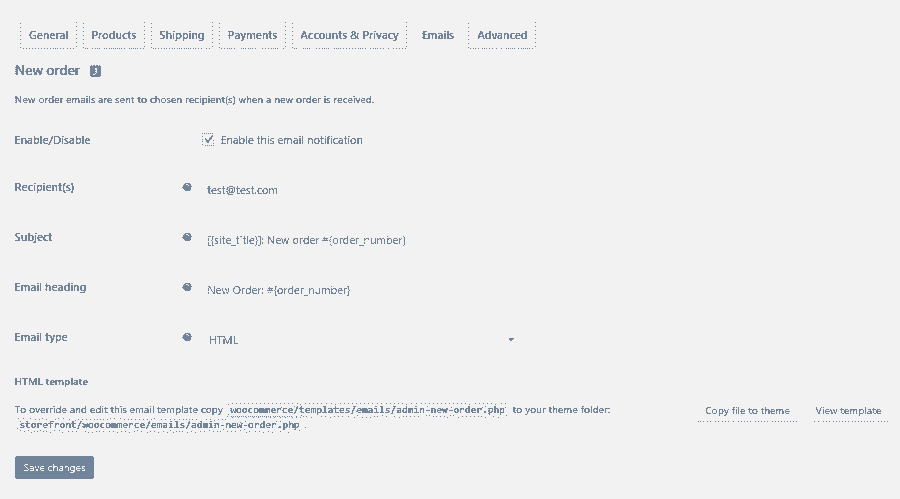 General Products Shipping Payments Accounts & Privacy Emails Advanced
New order
New order emails are sent to chosen recipient(s) when a new order is received.
Enable/Disable Enable this email notification
Recipient(s) test@test.com
Subject [{site_title}]: New order #{order_number}
Email heading New Order: #{order_number}
Email type HTML
HTML template
To override and edit this email template copy woocommerce/templates/emails/admin-new-order.php to your theme folder: Copy file to theme View template
storefront/woocommerce/emails/admin-new-order.php .
Save changes